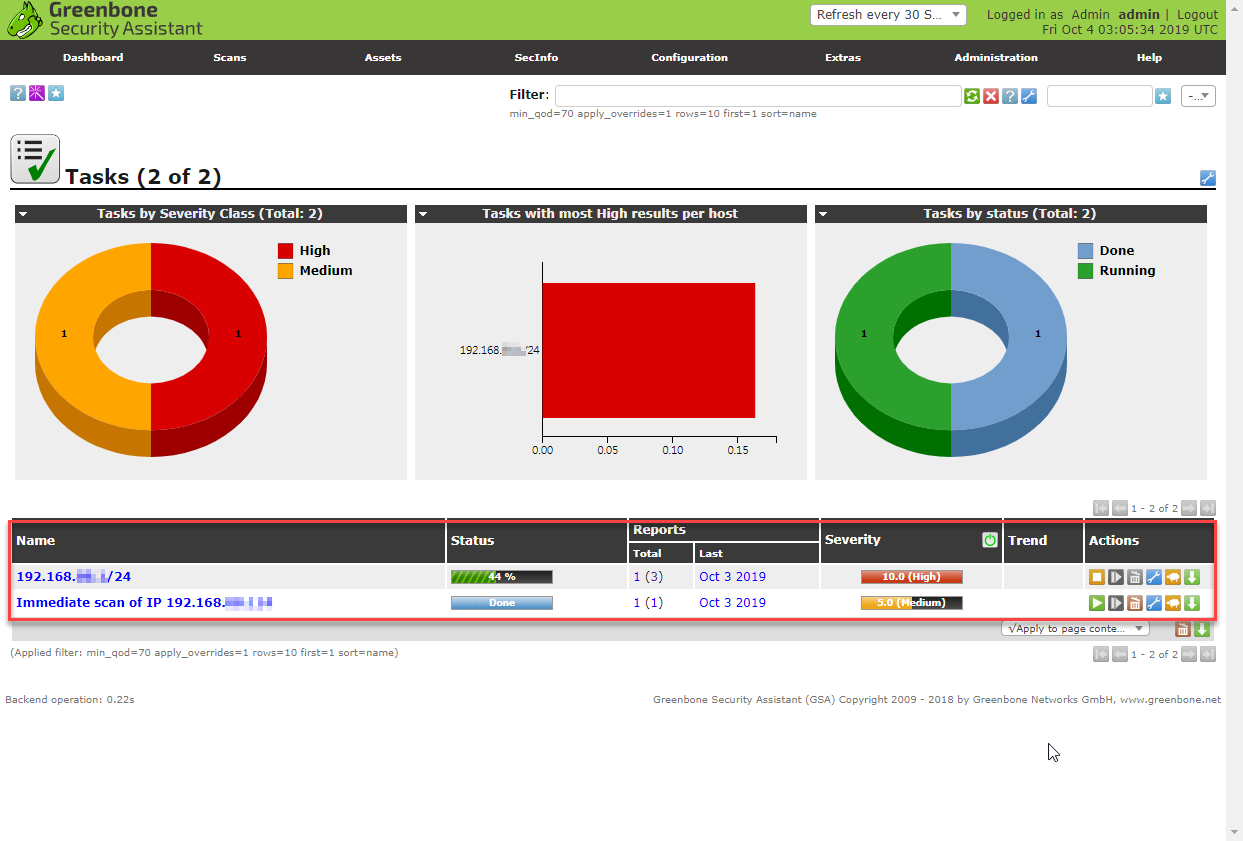 Greenbone
Security Assistant
Refresh every 30 S...
Logged in as Admin admin | Logout
Fri Oct 4 03:05:34 2019 UTC
Dashboard Scans Assets SecInfo Configuration Extras Administration Help
Filter:
-...
min_qod=70 apply_overrides=1 rows=10 first=1 sort=name
Tasks (2 of 2)
Tasks by Severity Class (Total: 2)
High
Medium
1 1
Tasks with most High results per host
192.168. /24
0.00 0.05 0.10 0.15
Tasks by status (Total: 2)
Done
Running
1 1
1 - 2 of 2
Name Status Reports Severity Trend Actions
Total Last
192.168. /24 44 % 1 (3) Oct 3 2019 10.0 (High)
Immediate scan of IP 192.168. Done 1 (1) Oct 3 2019 5.0 (Medium)
√Apply to page conte...
(Applied filter: min_qod=70 apply_overrides=1 rows=10 first=1 sort=name)
1 - 2 of 2
Backend operation: 0.22s
Greenbone Security Assistant (GSA) Copyright 2009 - 2018 by Greenbone Networks GmbH, www.greenbone.net